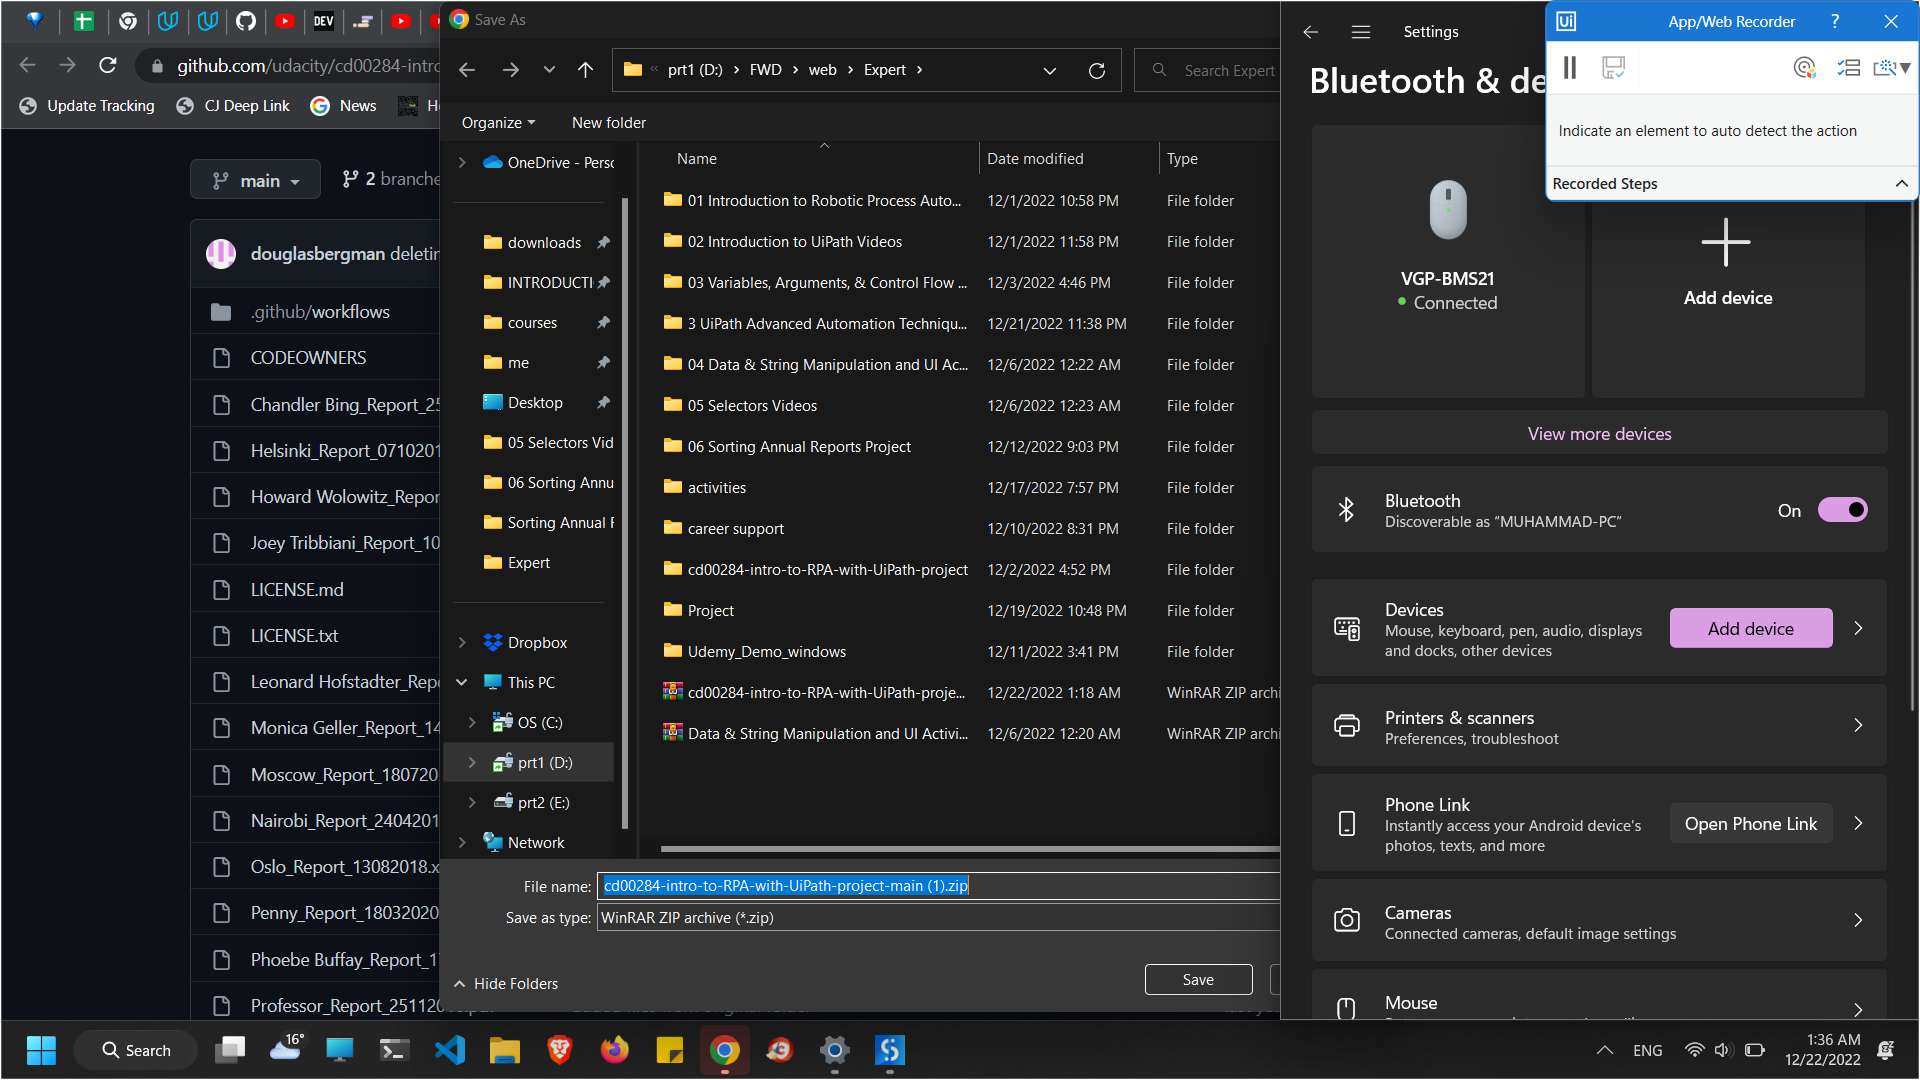 DEV
github.com/udacity/cd00284-intro
Update Tracking
CJ Deep Link
News
main
2 branche
douglasbergman deletin
.github/workflows
CODEOWNERS
Chandler Bing_Report_25
Helsinki_Report_0710201
Howard Wolowitz_Repor
Joey Tribbiani_Report_10
LICENSE.md
LICENSE.txt
Leonard Hofstadter_Rep
Monica Geller_Report_14
Moscow_Report_180720
Nairobi_Report_2404201
Oslo_Report_13082018.x
Penny_Report_18032020
Phoebe Buffay_Report_1
Professor_Report_251120
Save As
prt1 (D:) > FWD > web > Expert >
Search Expert
Organize
New folder
OneDrive - Perso
downloads
INTRODUCTI
courses
me
Desktop
05 Selectors Vid
06 Sorting Annu
Sorting Annual F
Expert
Dropbox
This PC
OS (C:)
prt1 (D:)
prt2 (E:)
Network
Name Date modified Type
01 Introduction to Robotic Process Auto... 12/1/2022 10:58 PM File folder
02 Introduction to UiPath Videos 12/1/2022 11:58 PM File folder
03 Variables, Arguments, & Control Flow ... 12/3/2022 4:46 PM File folder
3 UiPath Advanced Automation Techniqu... 12/21/2022 11:38 PM File folder
04 Data & String Manipulation and UI Ac... 12/6/2022 12:22 AM File folder
05 Selectors Videos 12/6/2022 12:23 AM File folder
06 Sorting Annual Reports Project 12/12/2022 9:03 PM File folder
activities 12/17/2022 7:57 PM File folder
career support 12/10/2022 8:31 PM File folder
cd00284-intro-to-RPA-with-UiPath-project 12/2/2022 4:52 PM File folder
Project 12/19/2022 10:48 PM File folder
Udemy_Demo_windows 12/11/2022 3:41 PM File folder
cd00284-intro-to-RPA-with-UiPath-proje... 12/22/2022 1:18 AM WinRAR ZIP archi
Data & String Manipulation and UI Activi... 12/6/2022 12:20 AM WinRAR ZIP archi
File name: cd00284-intro-to-RPA-with-UiPath-project-main (1).zip
Save as type: WinRAR ZIP archive (*.zip)
Hide Folders
Save
Settings
Bluetooth & de
VGP-BMS21
Connected
Add device
View more devices
Bluetooth
Discoverable as “MUHAMMAD-PC”
On
Devices
Mouse, keyboard, pen, audio, displays
and docks, other devices
Add device
Printers & scanners
Preferences, troubleshoot
Phone Link
Instantly access your Android device's
photos, texts, and more
Open Phone Link
Cameras
Connected cameras, default image settings
Mouse
Ui
App/Web Recorder
?
Indicate an element to auto detect the action
Recorded Steps
Search
16°
ENG
1:36 AM
12/22/2022